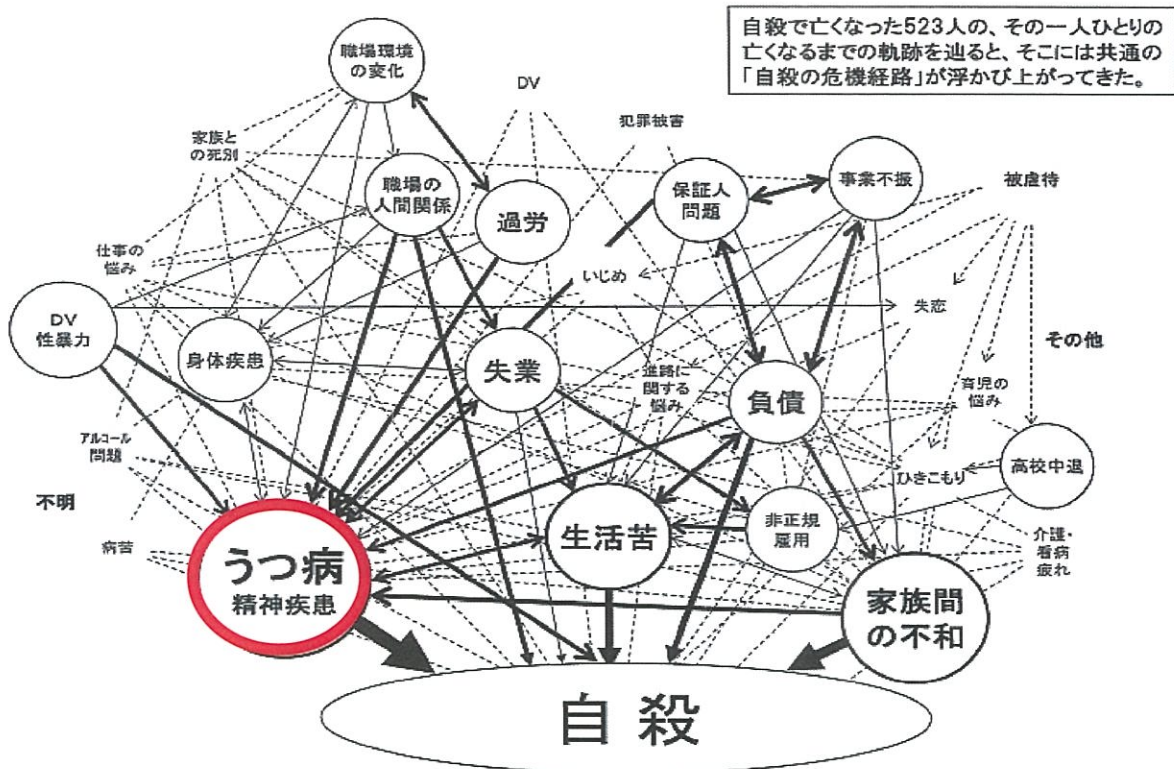 自殺で亡くなった523人の、その一人ひとりの
亡くなるまでの軌跡を辿ると、そこには共通の
「自殺の危機経路」が浮かび上がってきた。
職場環境
の変化
DV
犯罪被害
家族と
の死別
職場の
人間関係
過労
保証人
問題
事業不振
被虐待
仕事の
悩み
いじめ
失恋
DV
性暴力
身体疾患
失業
進路に
関する
悩み
負債
その他
育児の
悩み
アルコール
問題
ひきこもり
高校中退
不明
病苦
うつ病
精神疾患
生活苦
非正規
雇用
介護・
看病
疲れ
家族間
の不和
自殺